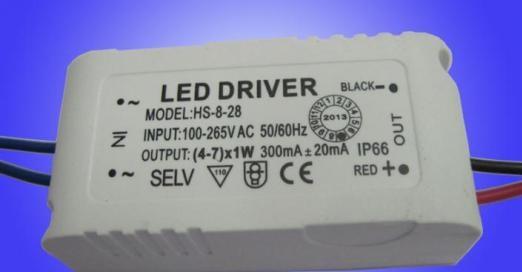 LED DRIVER
BLACK-
~
MODEL:HS-8-28
2013
IN
INPUT:100-265V AC 50/60Hz
OUT
OUTPUT: (4-7)x1W 300mA±20mA IP66
~
SELV 110 CE RED+